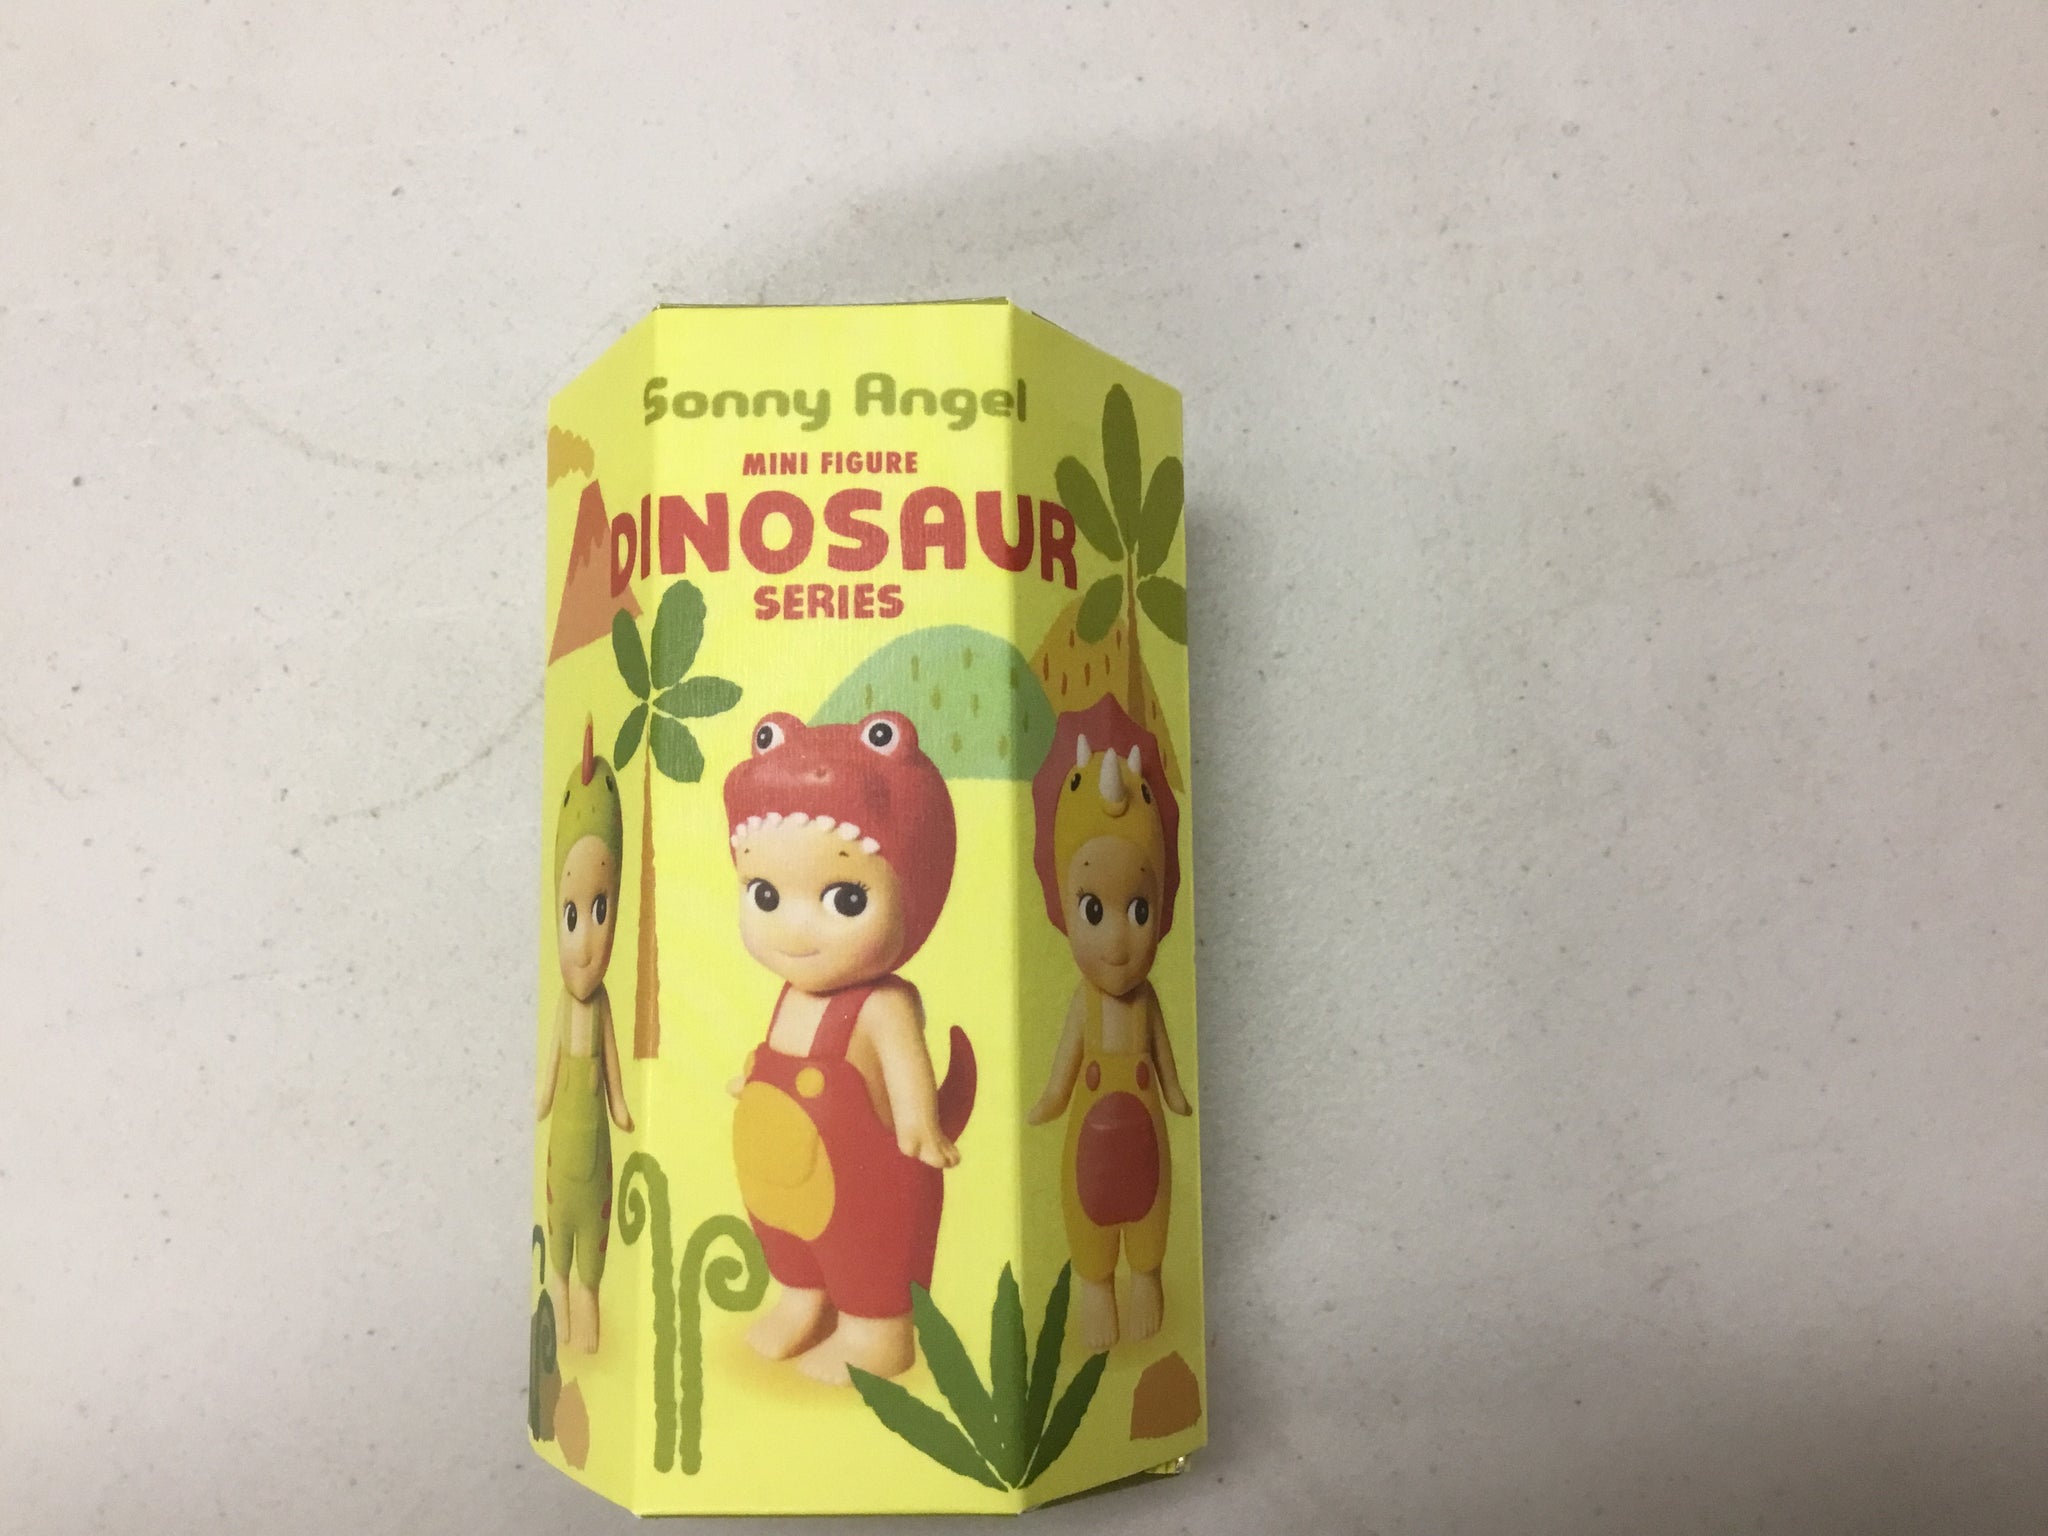 Sonny Angel
MINI FIGURE
DINOSAUR
SERIES